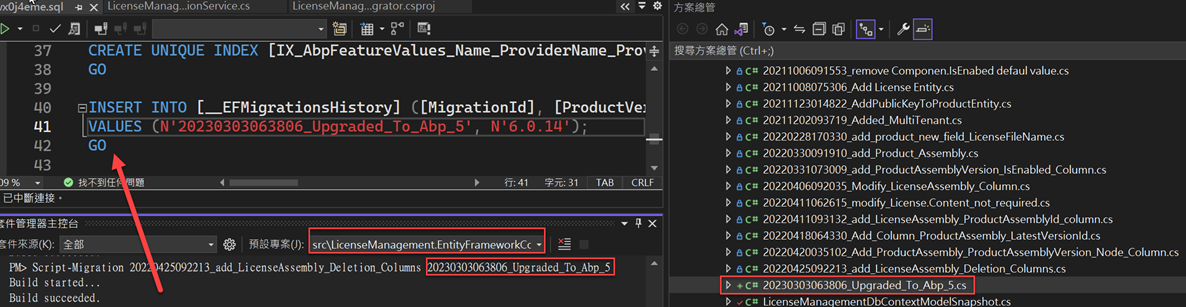 vx0j4eme.sql
LicenseManag...ionService.cs
LicenseManag...grator.csproj
37 CREATE UNIQUE INDEX [IX_AbpFeatureValues_Name_ProviderName_Prov
38 GO
39
40 INSERT INTO [__EFMigrationsHistory] ([MigrationId], [ProductVer
41 VALUES (N'20230303063806_Upgraded_To_Abp_5', N'6.0.14');
42 GO
43
09 %
找不到任何問題
行: 41
字元: 31
TAB
CRLF
已中斷連接。
套件管理器主控台
套件來源(K): 全部
預設專案(J): src\LicenseManagement.EntityFrameworkCc
PM> Script-Migration 20220425092213_add_LicenseAssembly_Deletion_Columns 20230303063806_Upgraded_To_Abp_5
Build started...
Build succeeded.
方案總管
搜尋方案總管 (Ctrl+;)
C# 20211006091553_remove Componen.IsEnabed defaul value.cs
C# 20211008075306_Add License Entity.cs
C# 20211123014822_AddPublicKeyToProductEntity.cs
C# 20211202093719_Added_MultiTenant.cs
C# 20220228170330_add_product_new_field_LicenseFileName.cs
C# 20220330091910_add_Product_Assembly.cs
C# 20220331073009_add_ProductAssemblyVersion_IsEnabled_Column.cs
C# 20220406092035_Modify_LicenseAssembly_Column.cs
C# 20220411062615_modify_License.Content_not_required.cs
C# 20220411093132_add_LicenseAssembly_ProductAssemblyId_column.cs
C# 20220418064330_Add_Column_ProductAssembly_LatestVersionId.cs
C# 20220420035102_Add_ProductAssembly_ProductAssemblyVersion_Node_Column.cs
C# 20220425092213_add_LicenseAssembly_Deletion_Columns.cs
C# 20230303063806_Upgraded_To_Abp_5.cs
C# LicenseManagementDbContextModelSnapshot.cs